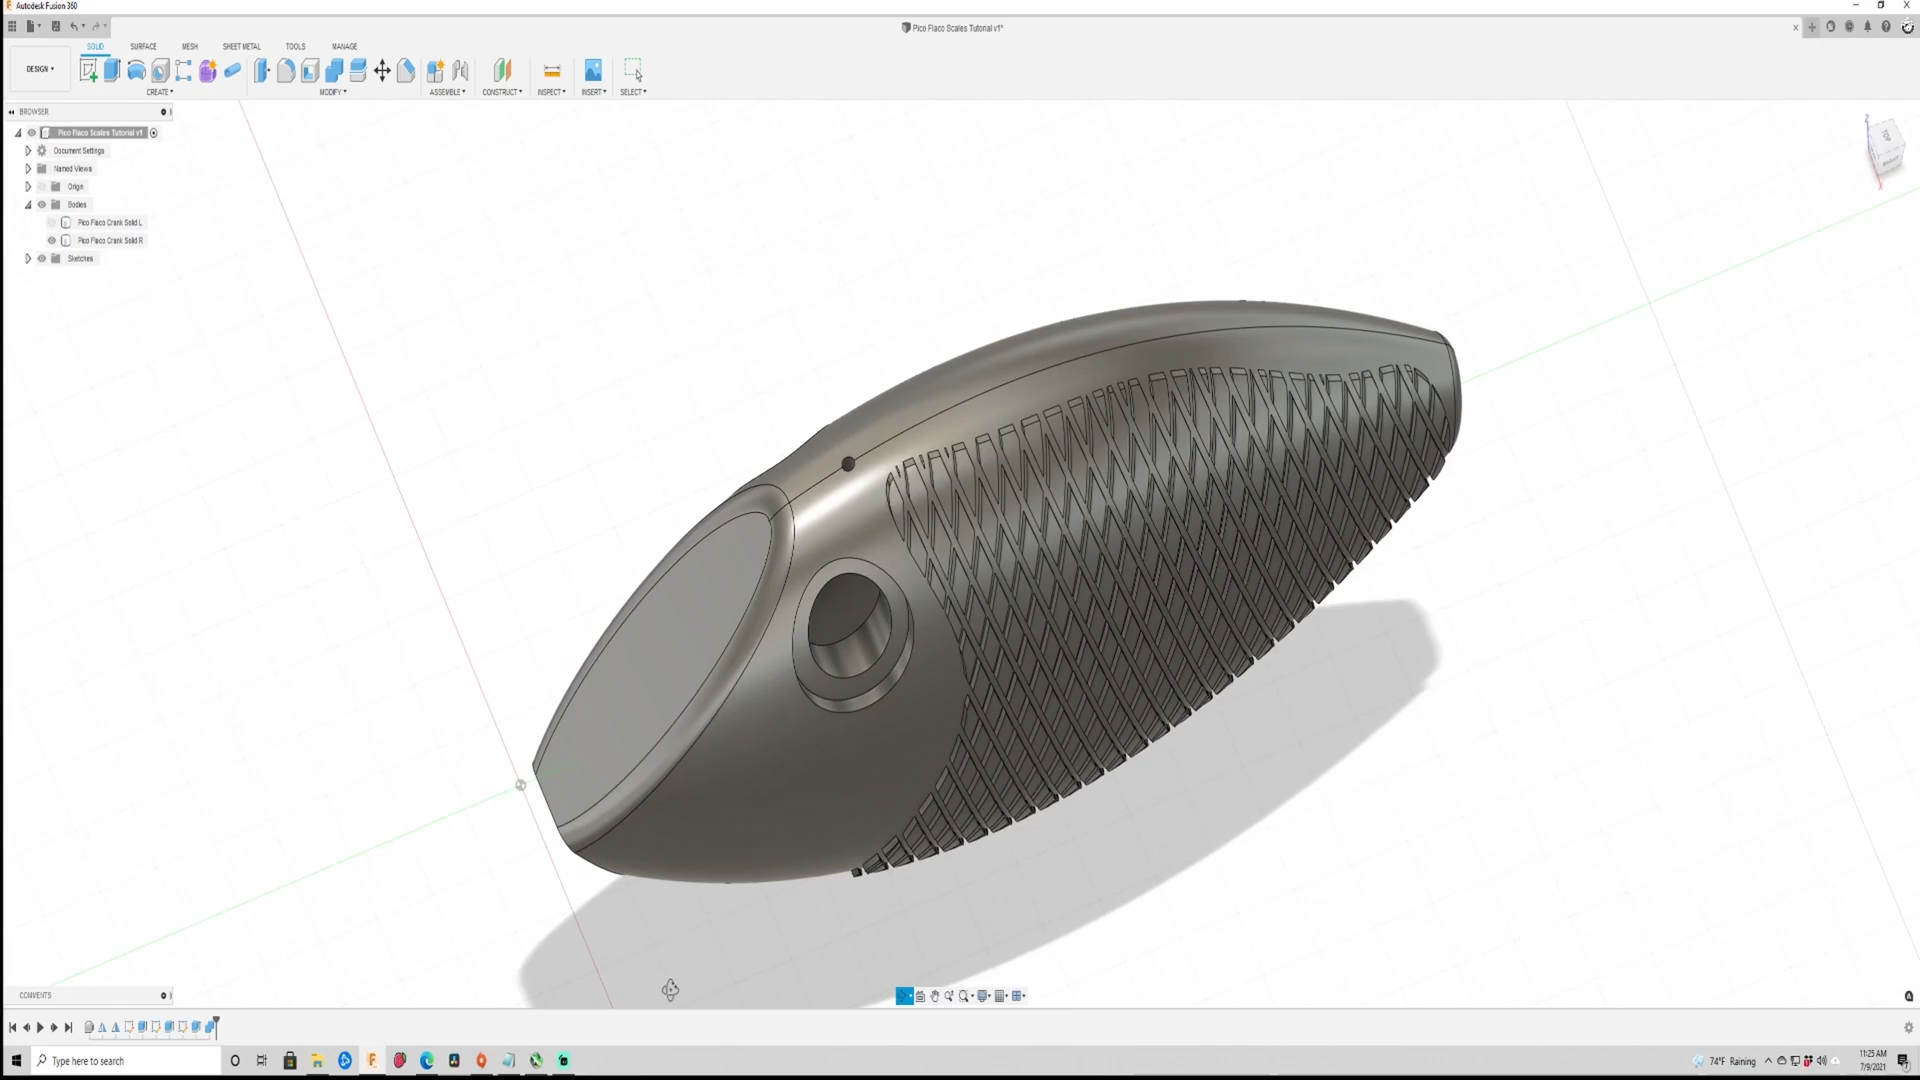 Autodesk Fusion 360
Pico Flaco Scales Tutorial v1*
SOLID SURFACE MESH SHEET METAL TOOLS MANAGE
DESIGN
CREATE MODIFY ASSEMBLE CONSTRUCT INSPECT INSERT SELECT
BROWSER
Pico Flaco Scales Tutorial v1
Document Settings
Named Views
Origin
Bodies
Pico Flaco Crank Solid L
Pico Flaco Crank Solid R
Sketches
Z
X
COMMENTS
Type here to search
74°F Raining
11:25 AM
7/9/2021